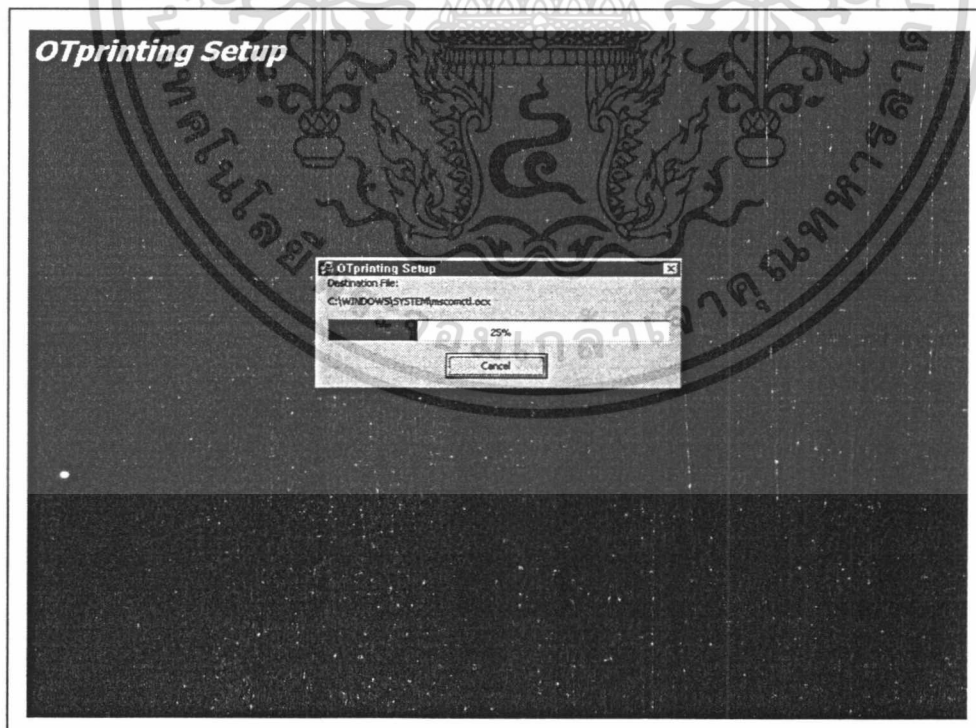 OTprinting Setup
OTprinting Setup
Destination File:
C:\WINDOWS\SYSTEM\mscomctl.ocx
25%
Cancel